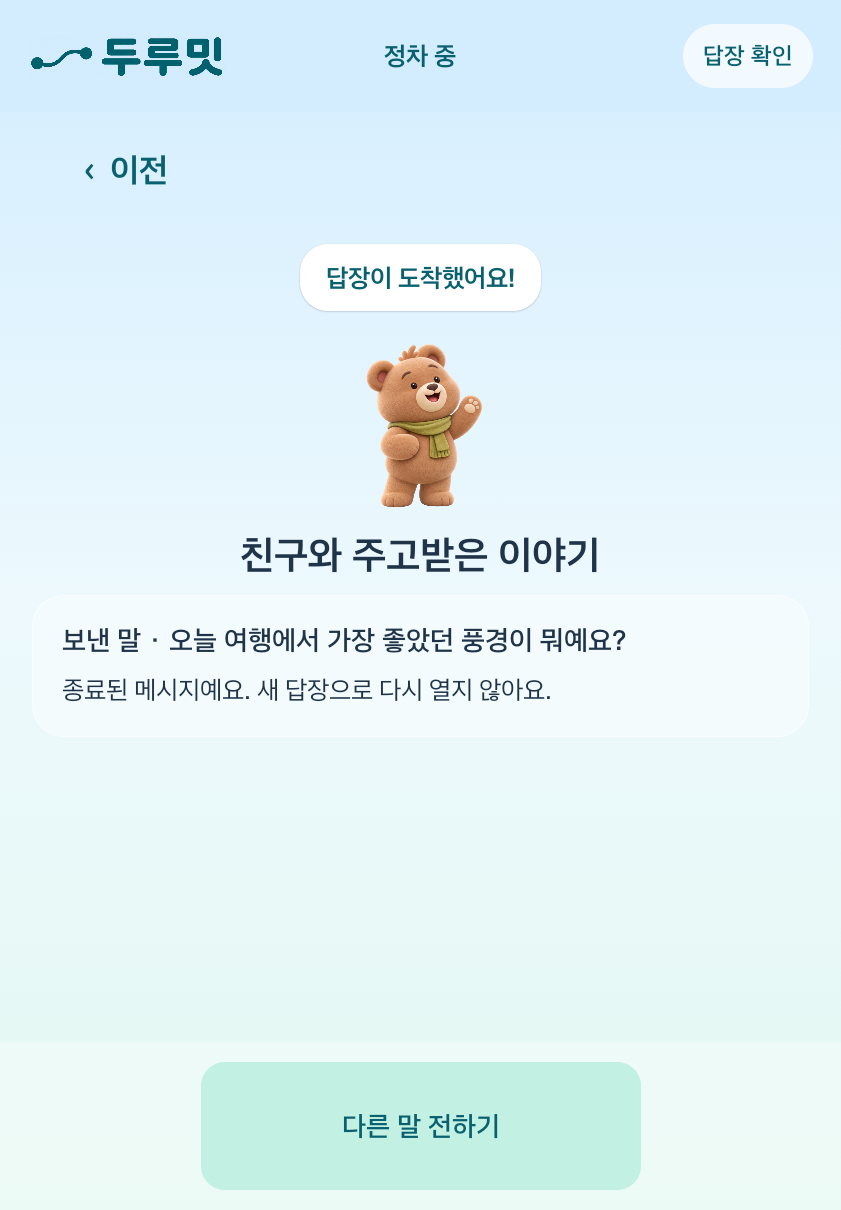 두루밋
정차 중
답장 확인
‹ 이전
답장이 도착했어요!
친구와 주고받은 이야기
보낸 말 · 오늘 여행에서 가장 좋았던 풍경이 뭐예요?
종료된 메시지예요. 새 답장으로 다시 열지 않아요.
다른 말 전하기